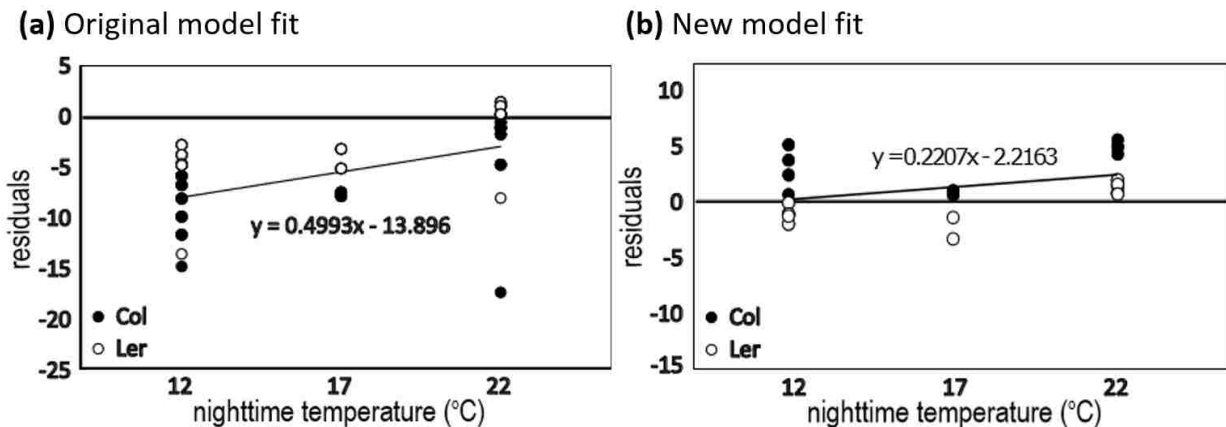 (a) Original model fit
5
0
-5
-10
-15
-20
-25
residuals
y = 0.4993x - 13.896
Col
Ler
12 17 22
nighttime temperature (°C)
(b) New model fit
10
5
0
-5
-10
-15
residuals
y =0.2207x - 2.2163
Col
Ler
12 17 22
nighttime temperature (°C)